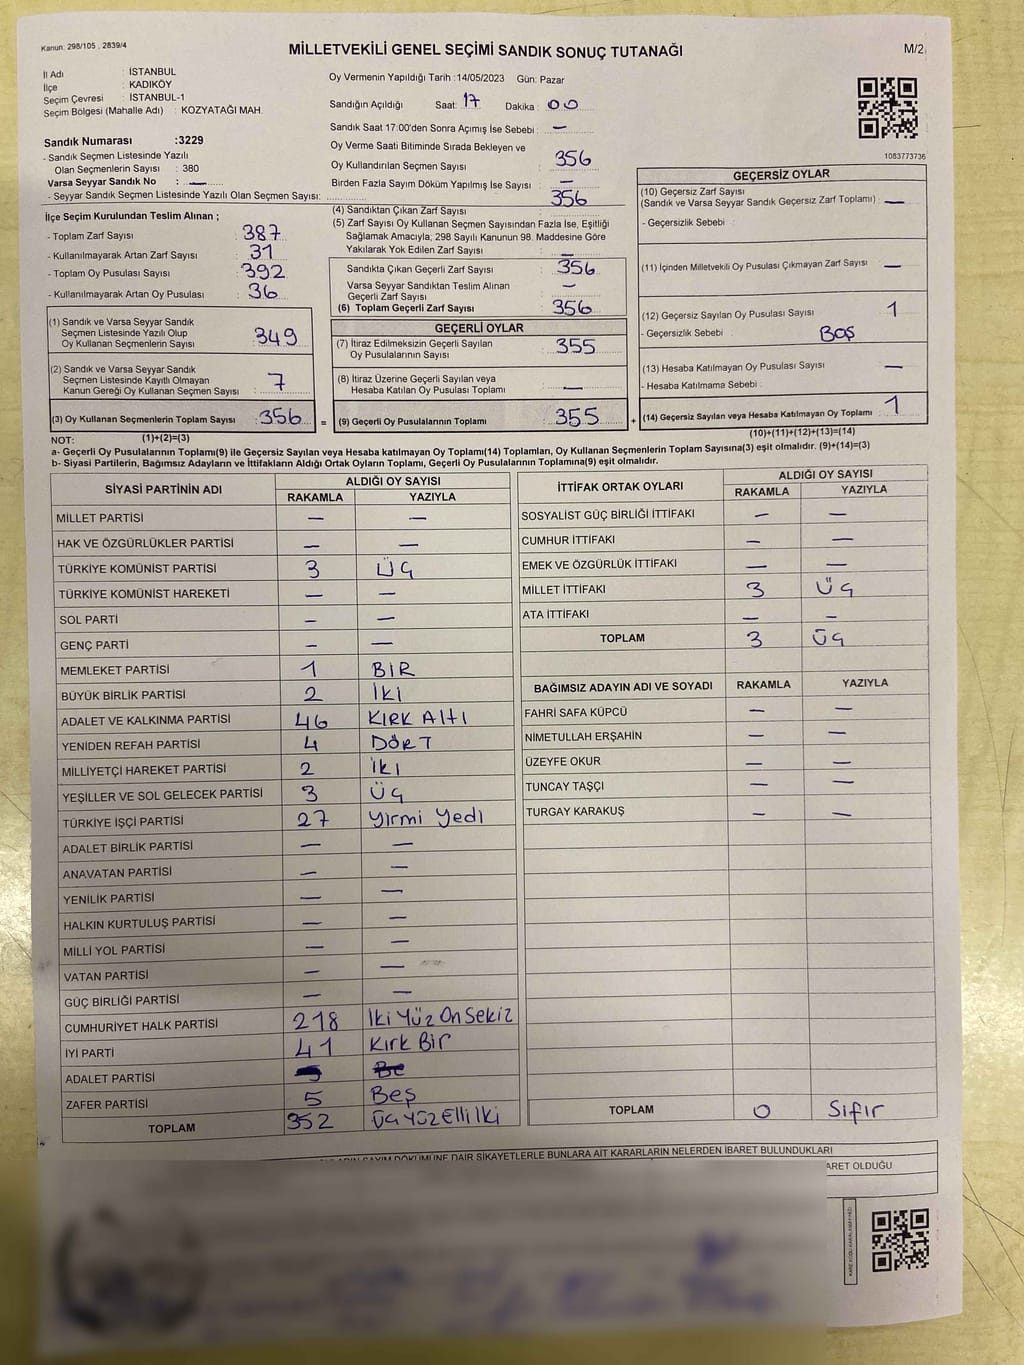 Kanun. 298/105 , 2839/4
MİLLETVEKİLİ GENEL SEÇİMİ SANDIK SONUÇ TUTANAĞI
M/2
İl Adı : İSTANBUL
İlçe : KADIKÖY
Seçim Çevresi : İSTANBUL-1
Seçim Bölgesi (Mahalle Adı) : KOZYATAĞI MAH.
Sandık Numarası :3229
- Sandık Seçmen Listesinde Yazılı
Olan Seçmenlerin Sayısı : 380
Varsa Seyyar Sandık No : —
- Seyyar Sandık Seçmen Listesinde Yazılı Olan Seçmen Sayısı:
Oy Vermenin Yapıldığı Tarih :14/05/2023 Gün: Pazar
Sandığın Açıldığı Saat: 17 Dakika : 00
Sandık Saat 17:00'den Sonra Açımış İse Sebebi : —
Oy Verme Saati Bitiminde Sırada Bekleyen ve
Oy Kullandırılan Seçmen Sayısı : 356
Birden Fazla Sayım Döküm Yapılmış İse Sayısı : —
356
1083773736
İlçe Seçim Kurulundan Teslim Alınan ;
- Toplam Zarf Sayısı : 387
- Kullanılmayarak Artan Zarf Sayısı : 31
- Toplam Oy Pusulası Sayısı : 392
- Kullanılmayarak Artan Oy Pusulası : 36
(4) Sandıktan Çıkan Zarf Sayısı :
(5) Zarf Sayısı Oy Kullanan Seçmen Sayısından Fazla İse, Eşitliği
Sağlamak Amacıyla; 298 Sayılı Kanunun 98. Maddesine Göre
Yakılarak Yok Edilen Zarf Sayısı : —
Sandıkta Çıkan Geçerli Zarf Sayısı : 356
Varsa Seyyar Sandıktan Teslim Alınan
Geçerli Zarf Sayısı : —
(6) Toplam Geçerli Zarf Sayısı : 356
GEÇERSİZ OYLAR
(10) Geçersiz Zarf Sayısı
(Sandık ve Varsa Seyyar Sandık Geçersiz Zarf Toplamı) : —
- Geçersizlik Sebebi :
(11) İçinden Milletvekili Oy Pusulası Çıkmayan Zarf Sayısı : —
(12) Geçersiz Sayılan Oy Pusulası Sayısı : 1
- Geçersizlik Sebebi : BOŞ
(13) Hesaba Katılmayan Oy Pusulası Sayısı : —
- Hesaba Katılmama Sebebi :
(14) Geçersiz Sayılan veya Hesaba Katılmayan Oy Toplamı : 1
(10)+(11)+(12)+(13)=(14)
(1) Sandık ve Varsa Seyyar Sandık
Seçmen Listesinde Yazılı Olup
Oy Kullanan Seçmenlerin Sayısı : 349
(2) Sandık ve Varsa Seyyar Sandık
Seçmen Listesinde Kayıtlı Olmayan
Kanun Gereği Oy Kullanan Seçmen Sayısı : 7
(3) Oy Kullanan Seçmenlerin Toplam Sayısı : 356 =
GEÇERLİ OYLAR
(7) İtiraz Edilmeksizin Geçerli Sayılan
Oy Pusulalarının Sayısı : 355
(8) İtiraz Üzerine Geçerli Sayılan veya
Hesaba Katılan Oy Pusulası Toplamı : —
(9) Geçerli Oy Pusulalarının Toplamı : 355 +
NOT: (1)+(2)=(3)
a- Geçerli Oy Pusulalarının Toplamı(9) ile Geçersiz Sayılan veya Hesaba katılmayan Oy Toplamı(14) Toplamları, Oy Kullanan Seçmenlerin Toplam Sayısına(3) eşit olmalıdır. (9)+(14)=(3)
b- Siyasi Partilerin, Bağımsız Adayların ve İttifakların Aldığı Ortak Oyların Toplamı, Geçerli Oy Pusulalarının Toplamına(9) eşit olmalıdır.
SİYASİ PARTİNİN ADI ALDIĞI OY SAYISI
RAKAMLA YAZIYLA
MİLLET PARTİSİ — —
HAK VE ÖZGÜRLÜKLER PARTİSİ — —
TÜRKİYE KOMÜNİST PARTİSİ 3 Üç
TÜRKİYE KOMÜNİST HAREKETİ — —
SOL PARTİ — —
GENÇ PARTİ — —
MEMLEKET PARTİSİ 1 BİR
BÜYÜK BİRLİK PARTİSİ 2 İKİ
ADALET VE KALKINMA PARTİSİ 46 KIRK Altı
YENİDEN REFAH PARTİSİ 4 DÖRT
MİLLİYETÇİ HAREKET PARTİSİ 2 İKİ
YEŞİLLER VE SOL GELECEK PARTİSİ 3 Üç
TÜRKİYE İŞÇİ PARTİSİ 27 Yirmi Yedi
ADALET BİRLİK PARTİSİ — —
ANAVATAN PARTİSİ — —
YENİLİK PARTİSİ — —
HALKIN KURTULUŞ PARTİSİ — —
MİLLİ YOL PARTİSİ — —
VATAN PARTİSİ — —
GÜÇ BİRLİĞİ PARTİSİ — —
CUMHURİYET HALK PARTİSİ 218 İki Yüz On Sekiz
İYİ PARTİ 41 Kırk Bir
ADALET PARTİSİ
ZAFER PARTİSİ 5 Beş
TOPLAM 352 Üç Yüz Elli İki
İTTİFAK ORTAK OYLARI ALDIĞI OY SAYISI
RAKAMLA YAZIYLA
SOSYALİST GÜÇ BİRLİĞİ İTTİFAKI — —
CUMHUR İTTİFAKI — —
EMEK VE ÖZGÜRLÜK İTTİFAKI — —
MİLLET İTTİFAKI 3 Üç
ATA İTTİFAKI — —
TOPLAM 3 Üç
BAĞIMSIZ ADAYIN ADI VE SOYADI RAKAMLA YAZIYLA
FAHRİ SAFA KÜPCÜ — —
NİMETULLAH ERŞAHİN — —
ÜZEYFE OKUR — —
TUNCAY TAŞÇI — —
TURGAY KARAKUŞ — —
TOPLAM 0 Sıfır
SAYIM DÖKÜMÜNE DAİR ŞİKAYETLERLE BUNLARA AİT KARARLARIN NELERDEN İBARET BULUNDUKLARI
OLDUĞU